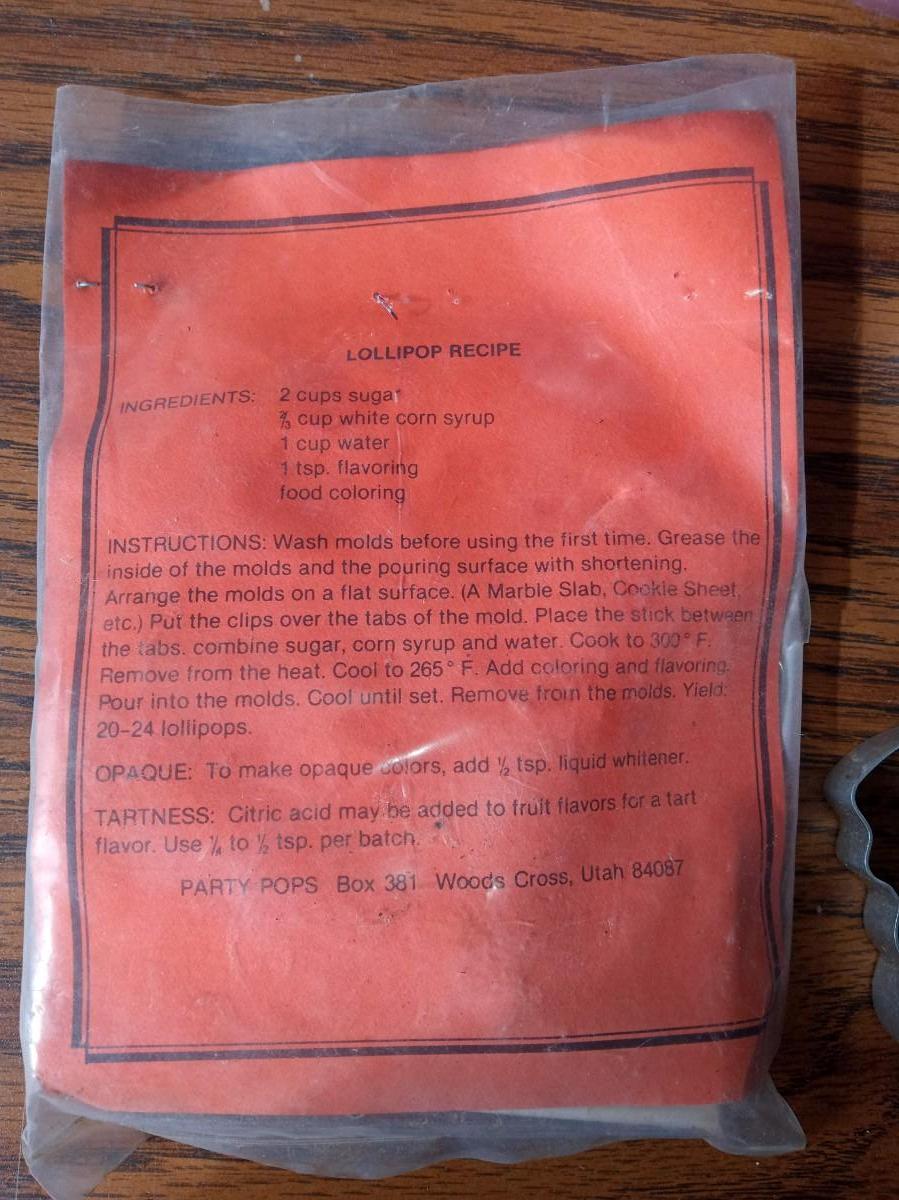 LOLLIPOP RECIPE
INGREDIENTS: 2 cups sugar
⅔ cup white corn syrup
1 cup water
1 tsp. flavoring
food coloring
INSTRUCTIONS: Wash molds before using the first time. Grease the
inside of the molds and the pouring surface with shortening.
Arrange the molds on a flat surface. (A Marble Slab, Cookie Sheet,
etc.) Put the clips over the tabs of the mold. Place the stick between
the tabs. combine sugar, corn syrup and water. Cook to 300° F.
Remove from the heat. Cool to 265° F. Add coloring and flavoring.
Pour into the molds. Cool until set. Remove from the molds. Yield:
20-24 lollipops.
OPAQUE: To make opaque colors, add ½ tsp. liquid whitener.
TARTNESS: Citric acid may be added to fruit flavors for a tart
flavor. Use ¼ to ½ tsp. per batch.
PARTY POPS Box 381 Woods Cross, Utah 84087